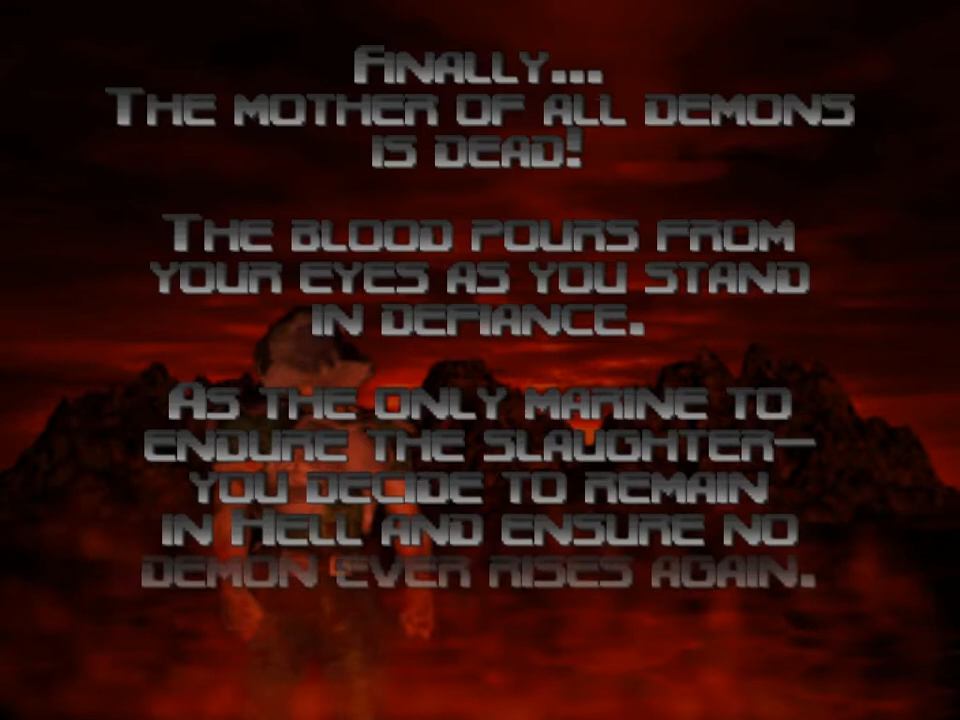 Finally...
The mother of all demons
is dead!
The blood pours from
your eyes as you stand
in defiance.
As the only marine to
endure the slaughter—
you decide to remain
in Hell and ensure no
demon ever rises again.